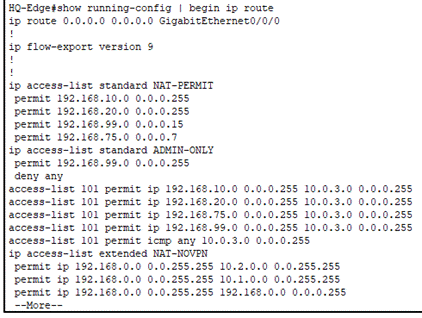 HQ-Edge#show running-config | begin ip route
ip route 0.0.0.0 0.0.0.0 GigabitEthernet0/0/0
!
ip flow-export version 9
!
!
ip access-list standard NAT-PERMIT
permit 192.168.10.0 0.0.0.255
permit 192.168.20.0 0.0.0.255
permit 192.168.99.0 0.0.0.15
permit 192.168.75.0 0.0.0.7
ip access-list standard ADMIN-ONLY
permit 192.168.99.0 0.0.0.255
deny any
access-list 101 permit ip 192.168.10.0 0.0.0.255 10.0.3.0 0.0.0.255
access-list 101 permit ip 192.168.20.0 0.0.0.255 10.0.3.0 0.0.0.255
access-list 101 permit ip 192.168.75.0 0.0.0.255 10.0.3.0 0.0.0.255
access-list 101 permit ip 192.168.99.0 0.0.0.255 10.0.3.0 0.0.0.255
access-list 101 permit icmp any 10.0.3.0 0.0.0.255
ip access-list extended NAT-NOVPN
permit ip 192.168.0.0 0.0.255.255 10.2.0.0 0.0.255.255
permit ip 192.168.0.0 0.0.255.255 10.1.0.0 0.0.255.255
permit ip 192.168.0.0 0.0.255.255 192.168.0.0 0.0.0.255
--More--